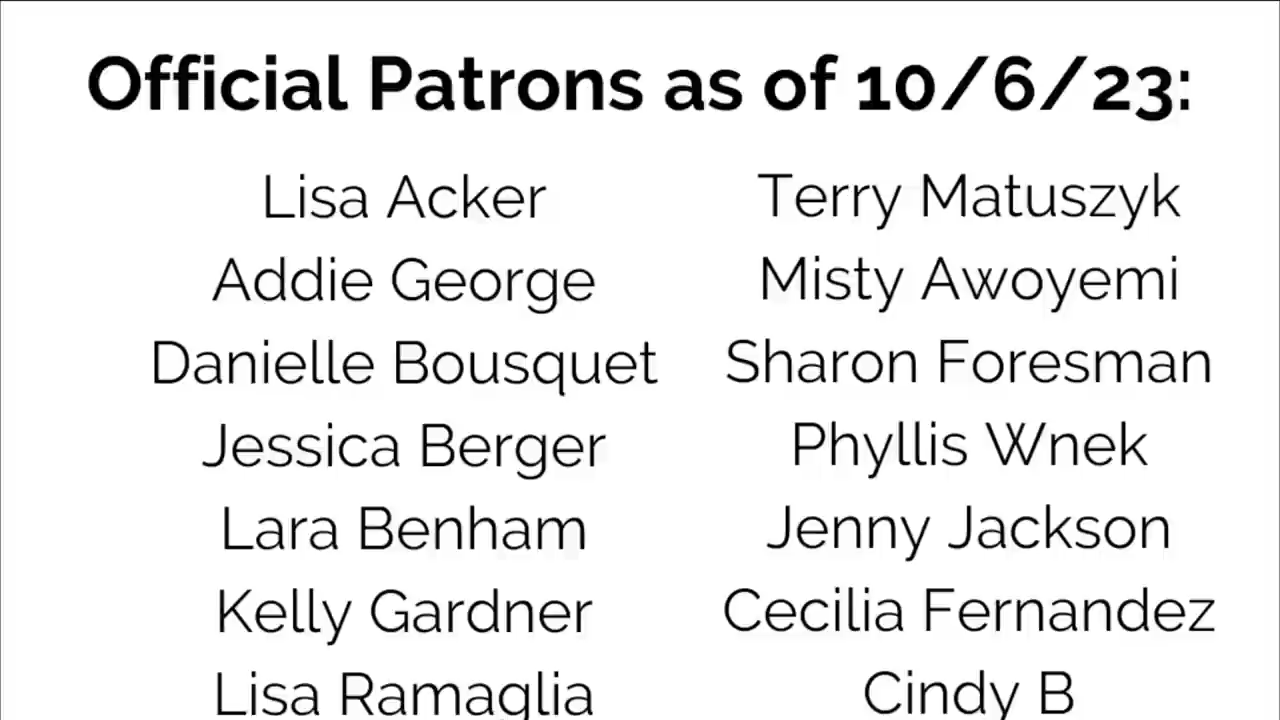 Official Patrons as of 10/6/23:
Lisa Acker
Addie George
Danielle Bousquet
Jessica Berger
Lara Benham
Kelly Gardner
Lisa Ramaglia
Terry Matuszyk
Misty Awoyemi
Sharon Foresman
Phyllis Wnek
Jenny Jackson
Cecilia Fernandez
Cindy B